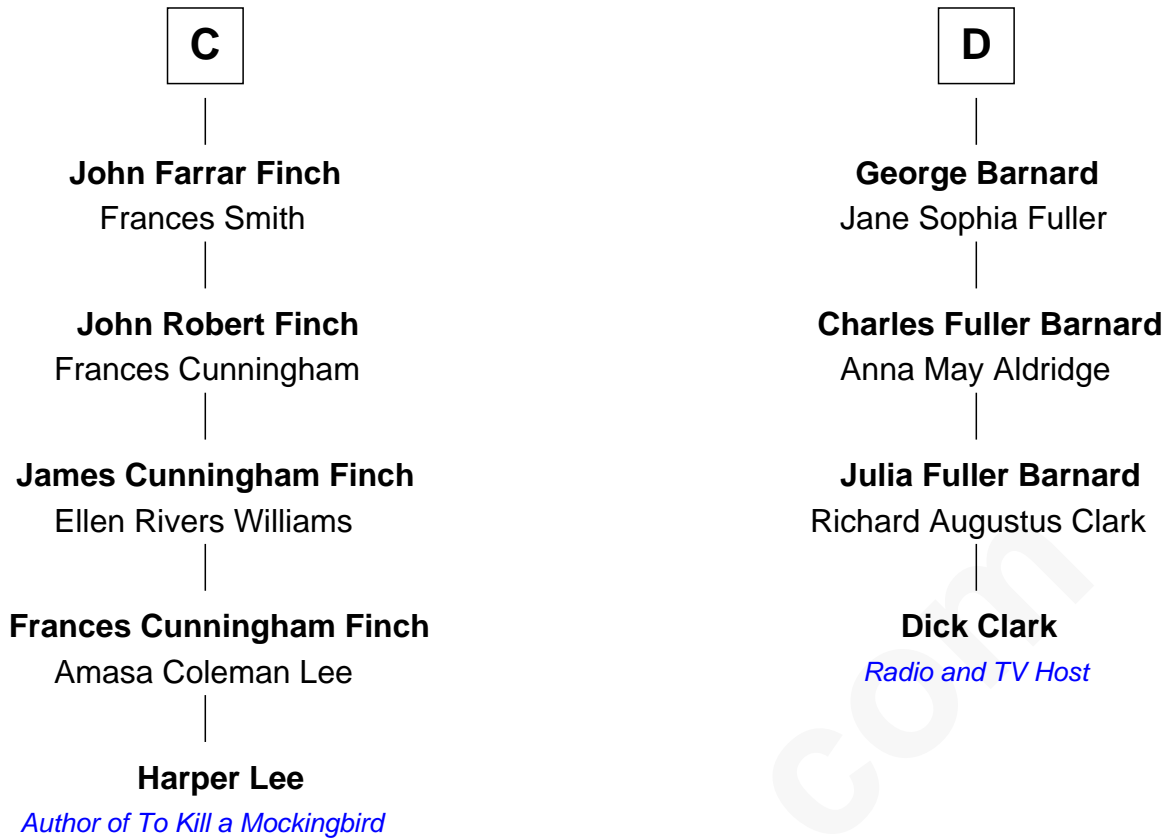 C
John Farrar Finch
Frances Smith
John Robert Finch
Frances Cunningham
James Cunningham Finch
Ellen Rivers Williams
Frances Cunningham Finch
Amasa Coleman Lee
Harper Lee
Author of To Kill a Mockingbird
D
George Barnard
Jane Sophia Fuller
Charles Fuller Barnard
Anna May Aldridge
Julia Fuller Barnard
Richard Augustus Clark
Dick Clark
Radio and TV Host
com